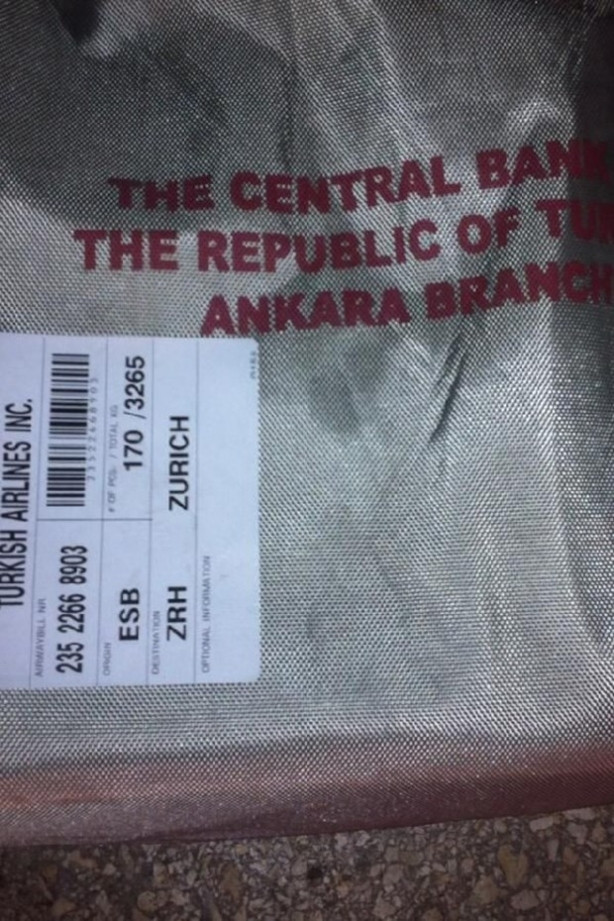 THE CENTRAL BANK
THE REPUBLIC OF TU
ANKARA BRANCH
TURKISH AIRLINES INC.
AIRWAYBILL NR.
235 2266 8903
# OF PCS. / TOTAL KG
170 /3265
ORIGIN
ESB
DESTINATION
ZRH ZURICH
OPTIONAL INFORMATION